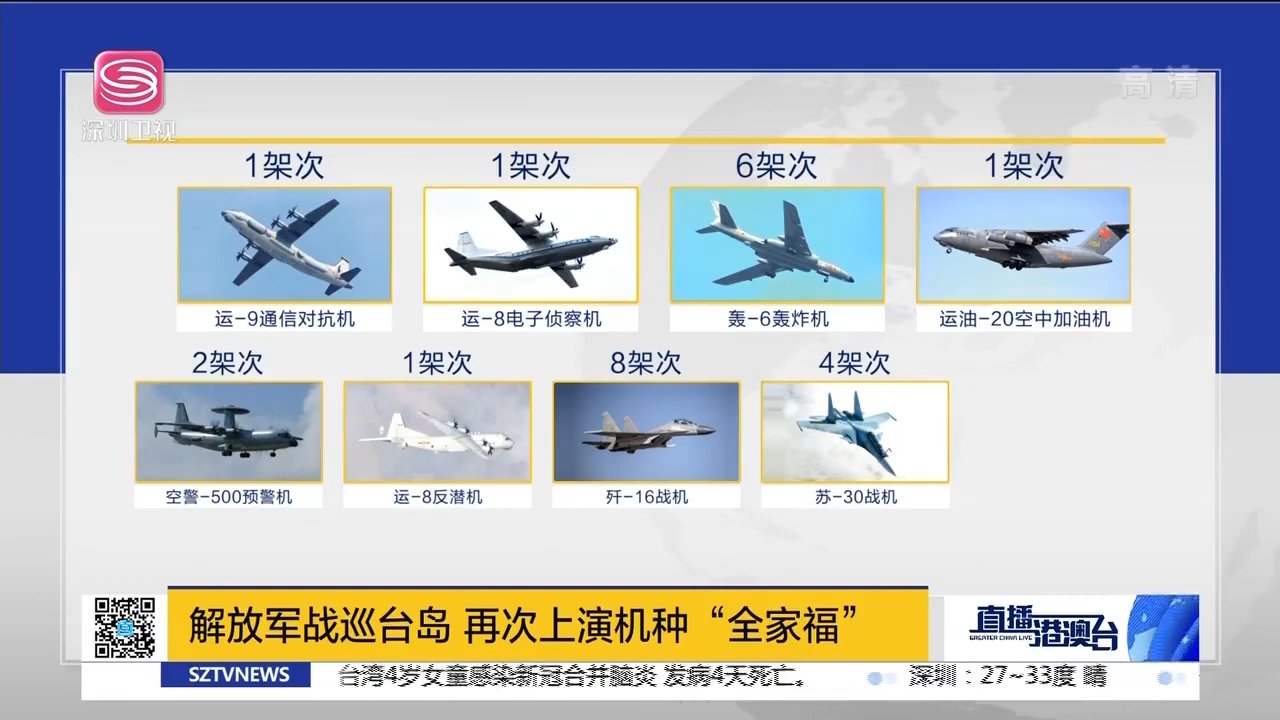 深圳卫视
高清
1架次
1架次
6架次
1架次
运-9通信对抗机
运-8电子侦察机
轰-6轰炸机
运油-20空中加油机
2架次
1架次
8架次
4架次
空警-500预警机
运-8反潜机
歼-16战机
苏-30战机
解放军战巡台岛 再次上演机种“全家福”
直播港澳台
GREATER CHINA LIVE
SZTVNEWS
台湾4岁女童感染新冠合并脑炎 发病4天死亡。
深圳：27~33度 晴